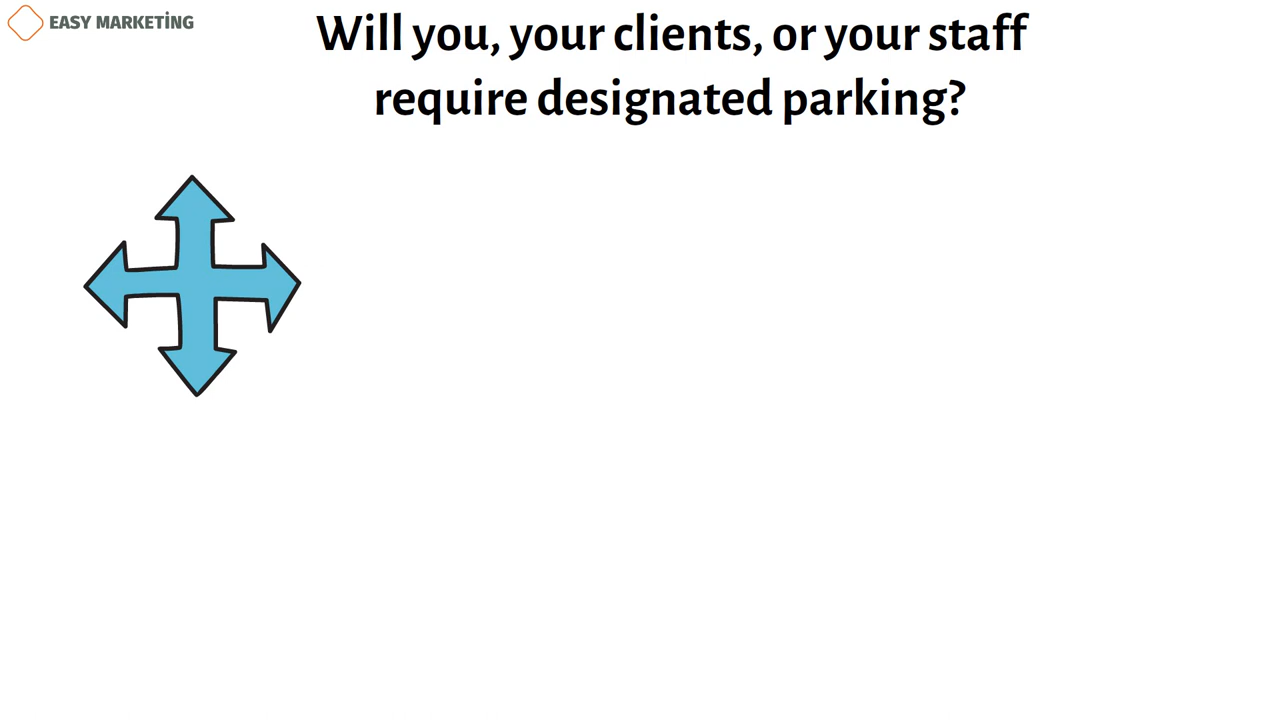 EASY MARKETİNG
Will you, your clients, or your staff
require designated parking?